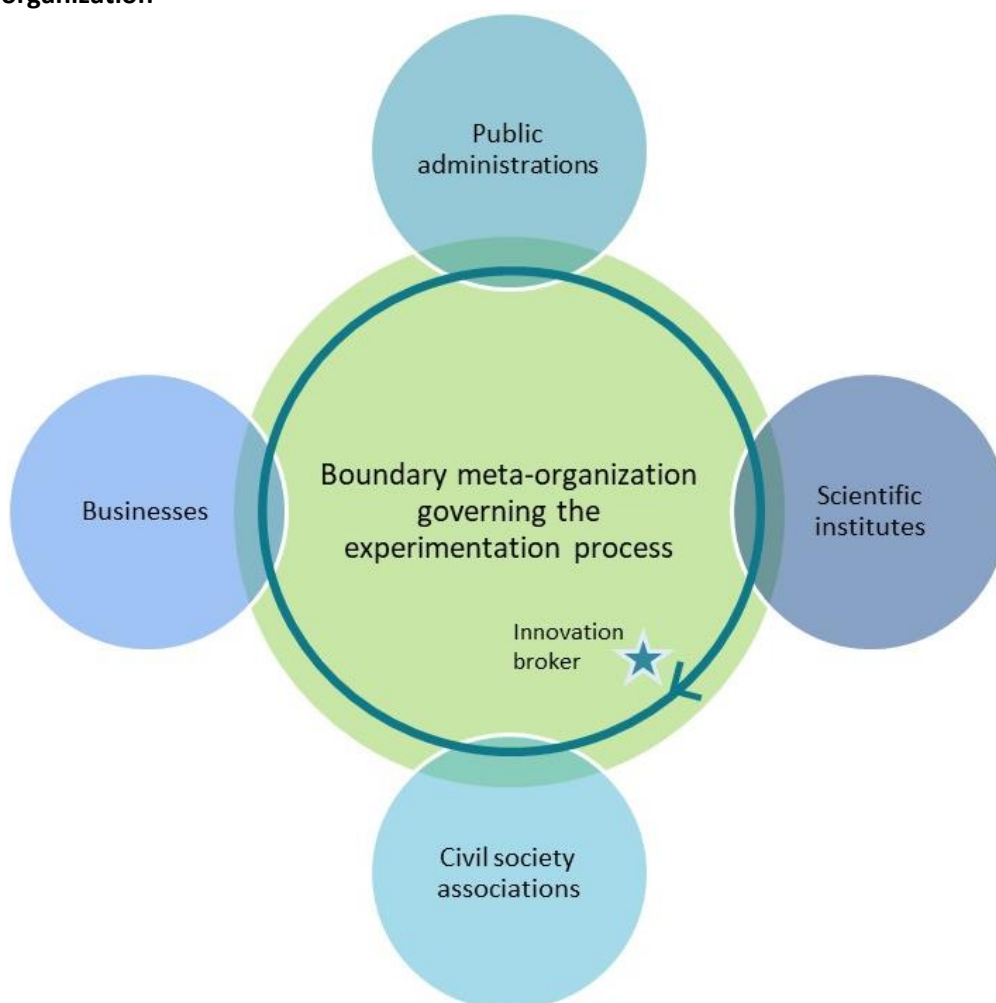 organization
Public
administrations
Businesses
Boundary meta-organization
governing the
experimentation process
Scientific
institutes
Innovation
broker
Civil society
associations